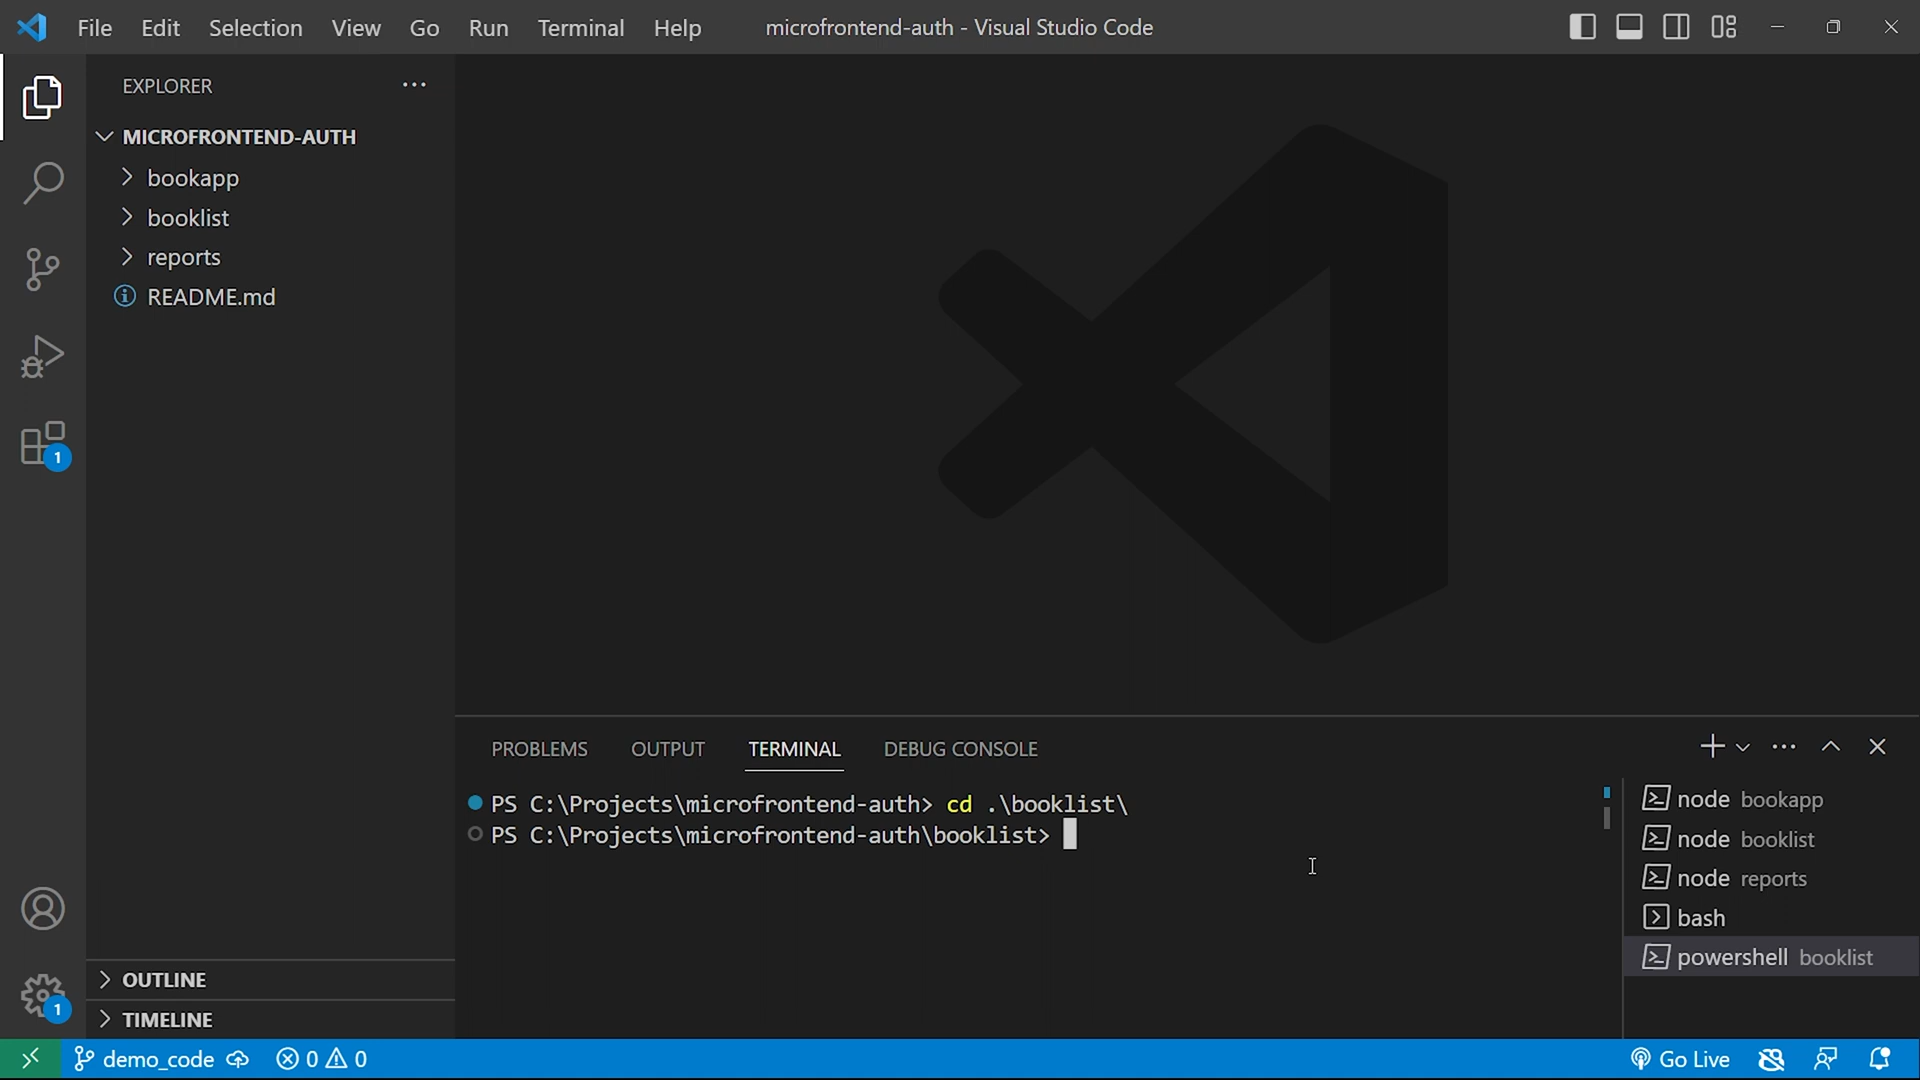 File Edit Selection View Go Run Terminal Help microfrontend-auth - Visual Studio Code
EXPLORER
MICROFRONTEND-AUTH
bookapp
booklist
reports
README.md
1
OUTLINE
1
TIMELINE
PROBLEMS OUTPUT TERMINAL DEBUG CONSOLE
PS C:\Projects\microfrontend-auth> cd .\booklist\
PS C:\Projects\microfrontend-auth\booklist>
node bookapp
node booklist
node reports
bash
powershell booklist
demo_code 0 0 Go Live